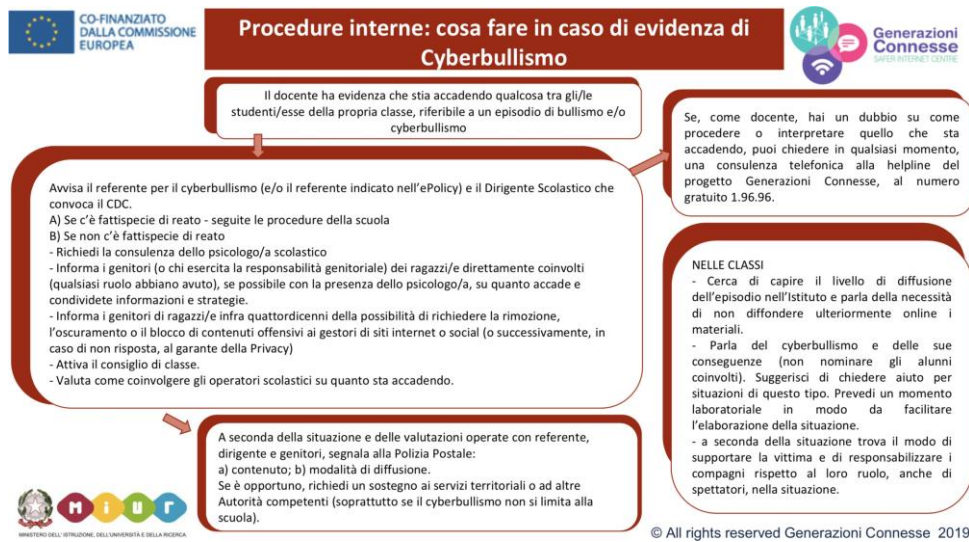 CO-FINANZIATO
DALLA COMMISSIONE
EUROPEA
Procedure interne: cosa fare in caso di evidenza di
Cyberbullismo
Generazioni
Connesse
SAFER INTERNET CENTRE
Il docente ha evidenza che stia accadendo qualcosa tra gli/le
studenti/esse della propria classe, riferibile a un episodio di bullismo e/o
cyberbullismo
Se, come docente, hai un dubbio su come
procedere o interpretare quello che sta
accadendo, puoi chiedere in qualsiasi momento,
una consulenza telefonica alla helpline del
progetto Generazioni Connesse, al numero
gratuito 1.96.96.
Avvisa il referente per il cyberbullismo (e/o il referente indicato nell'ePolicy) e il Dirigente Scolastico che
convoca il CDC.
A) Se c'è fattispecie di reato - seguite le procedure della scuola
B) Se non c'è fattispecie di reato
- Richiedi la consulenza dello psicologo/a scolastico
- Informa i genitori (o chi esercita la responsabilità genitoriale) dei ragazzi/e direttamente coinvolti
(qualsiasi ruolo abbiano avuto), se possibile con la presenza dello psicologo/a, su quanto accade e
condividete informazioni e strategie.
- Informa i genitori di ragazzi/e infra quattordicenni della possibilità di richiedere la rimozione,
l'oscuramento o il blocco di contenuti offensivi ai gestori di siti internet o social (o successivamente, in
caso di non risposta, al garante della Privacy)
- Attiva il consiglio di classe.
- Valuta come coinvolgere gli operatori scolastici su quanto sta accadendo.
NELLE CLASSI
- Cerca di capire il livello di diffusione
dell'episodio nell'Istituto e parla della necessità
di non diffondere ulteriormente online i
materiali.
- Parla del cyberbullismo e delle sue
conseguenze (non nominare gli alunni
coinvolti). Suggerisci di chiedere aiuto per
situazioni di questo tipo. Prevedi un momento
laboratoriale in modo da facilitare
l'elaborazione della situazione.
- a seconda della situazione trova il modo di
supportare la vittima e di responsabilizzare i
compagni rispetto al loro ruolo, anche di
spettatori, nella situazione.
A seconda della situazione e delle valutazioni operate con referente,
dirigente e genitori, segnala alla Polizia Postale:
a) contenuto; b) modalità di diffusione.
Se è opportuno, richiedi un sostegno ai servizi territoriali o ad altre
Autorità competenti (soprattutto se il cyberbullismo non si limita alla
scuola).
miur
MINISTERO DELL'ISTRUZIONE, DELL'UNIVERSITÀ E DELLA RICERCA
© All rights reserved Generazioni Connesse 2019